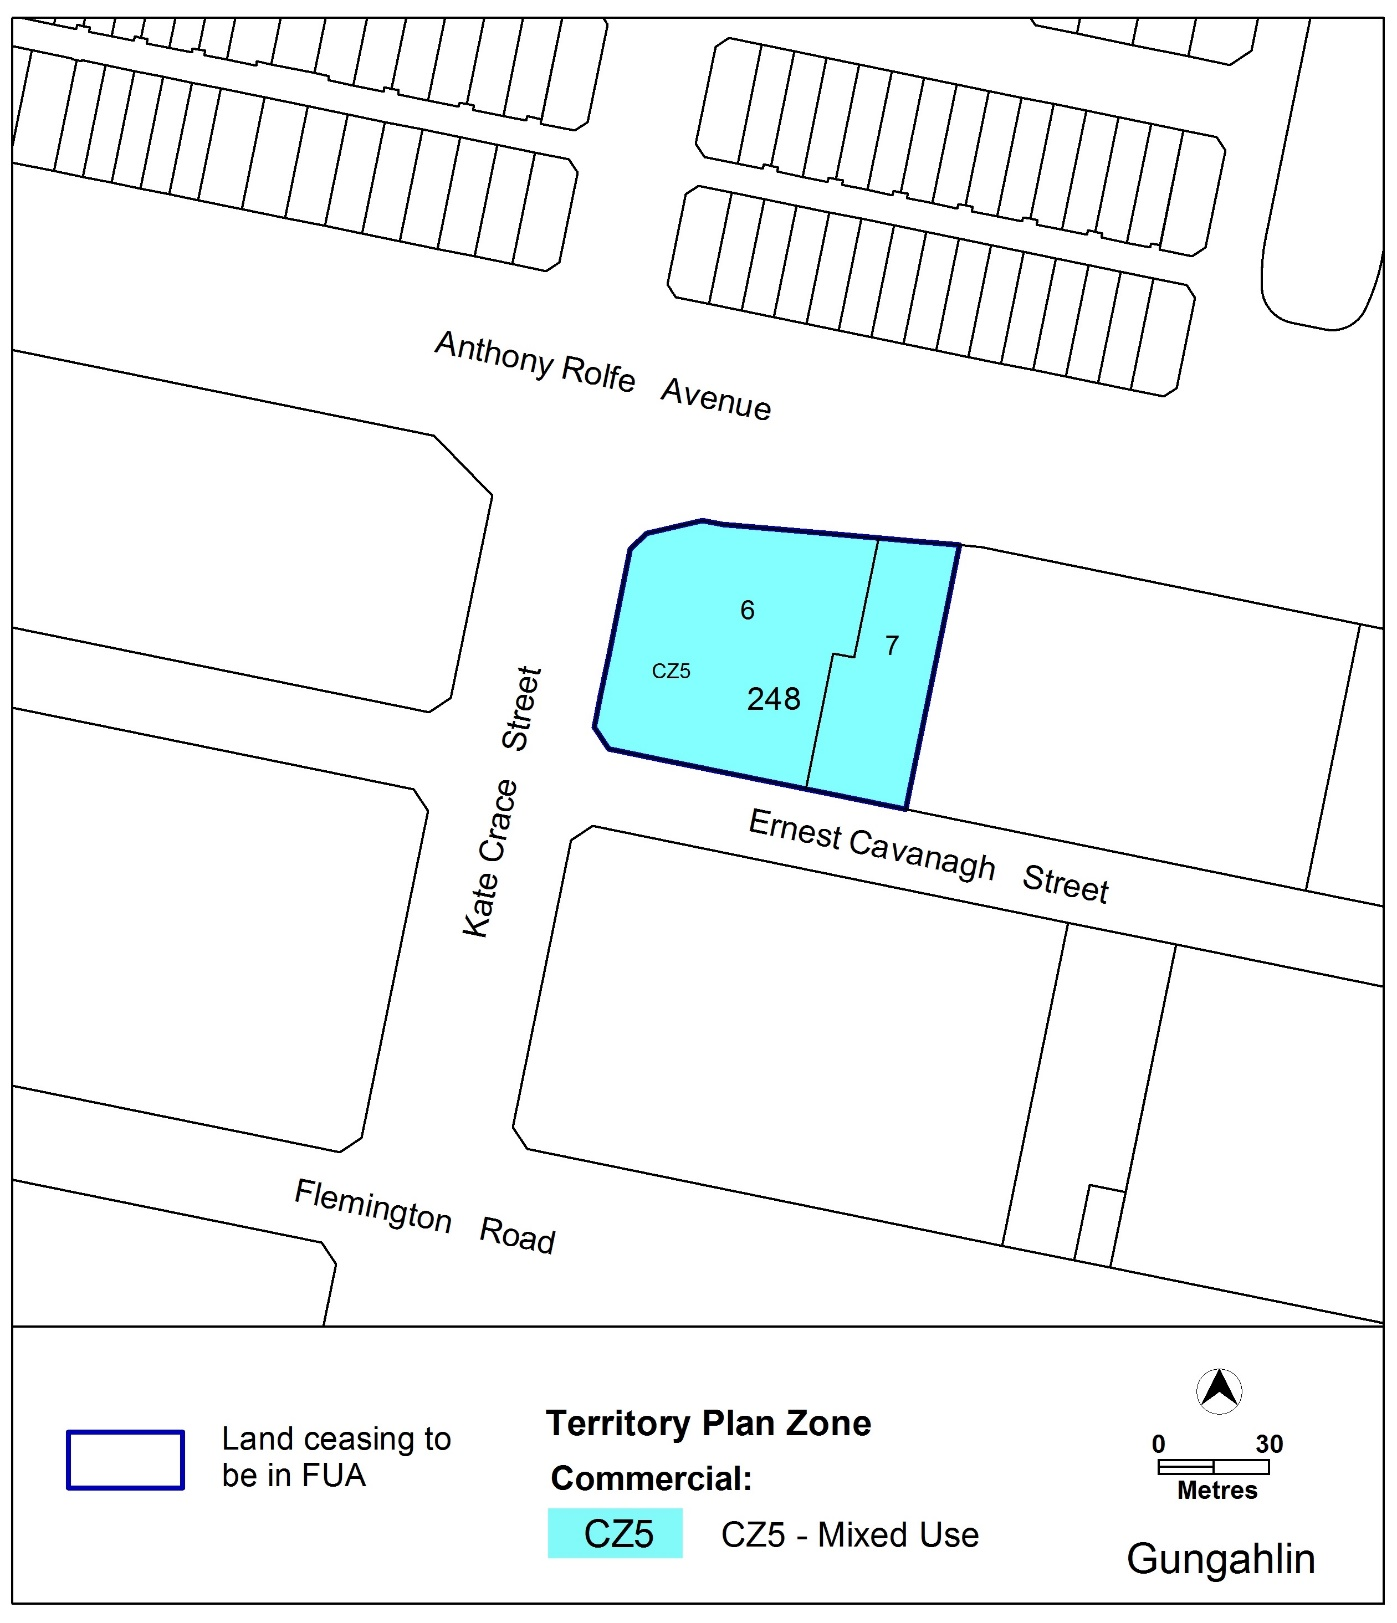 Anthony Rolfe Avenue
6
7
CZ5
248
Kate Crace Street
Ernest Cavanagh Street
Flemington Road
Land ceasing to
be in FUA
Territory Plan Zone
Commercial:
CZ5
CZ5 - Mixed Use
0 30
Metres
Gungahlin